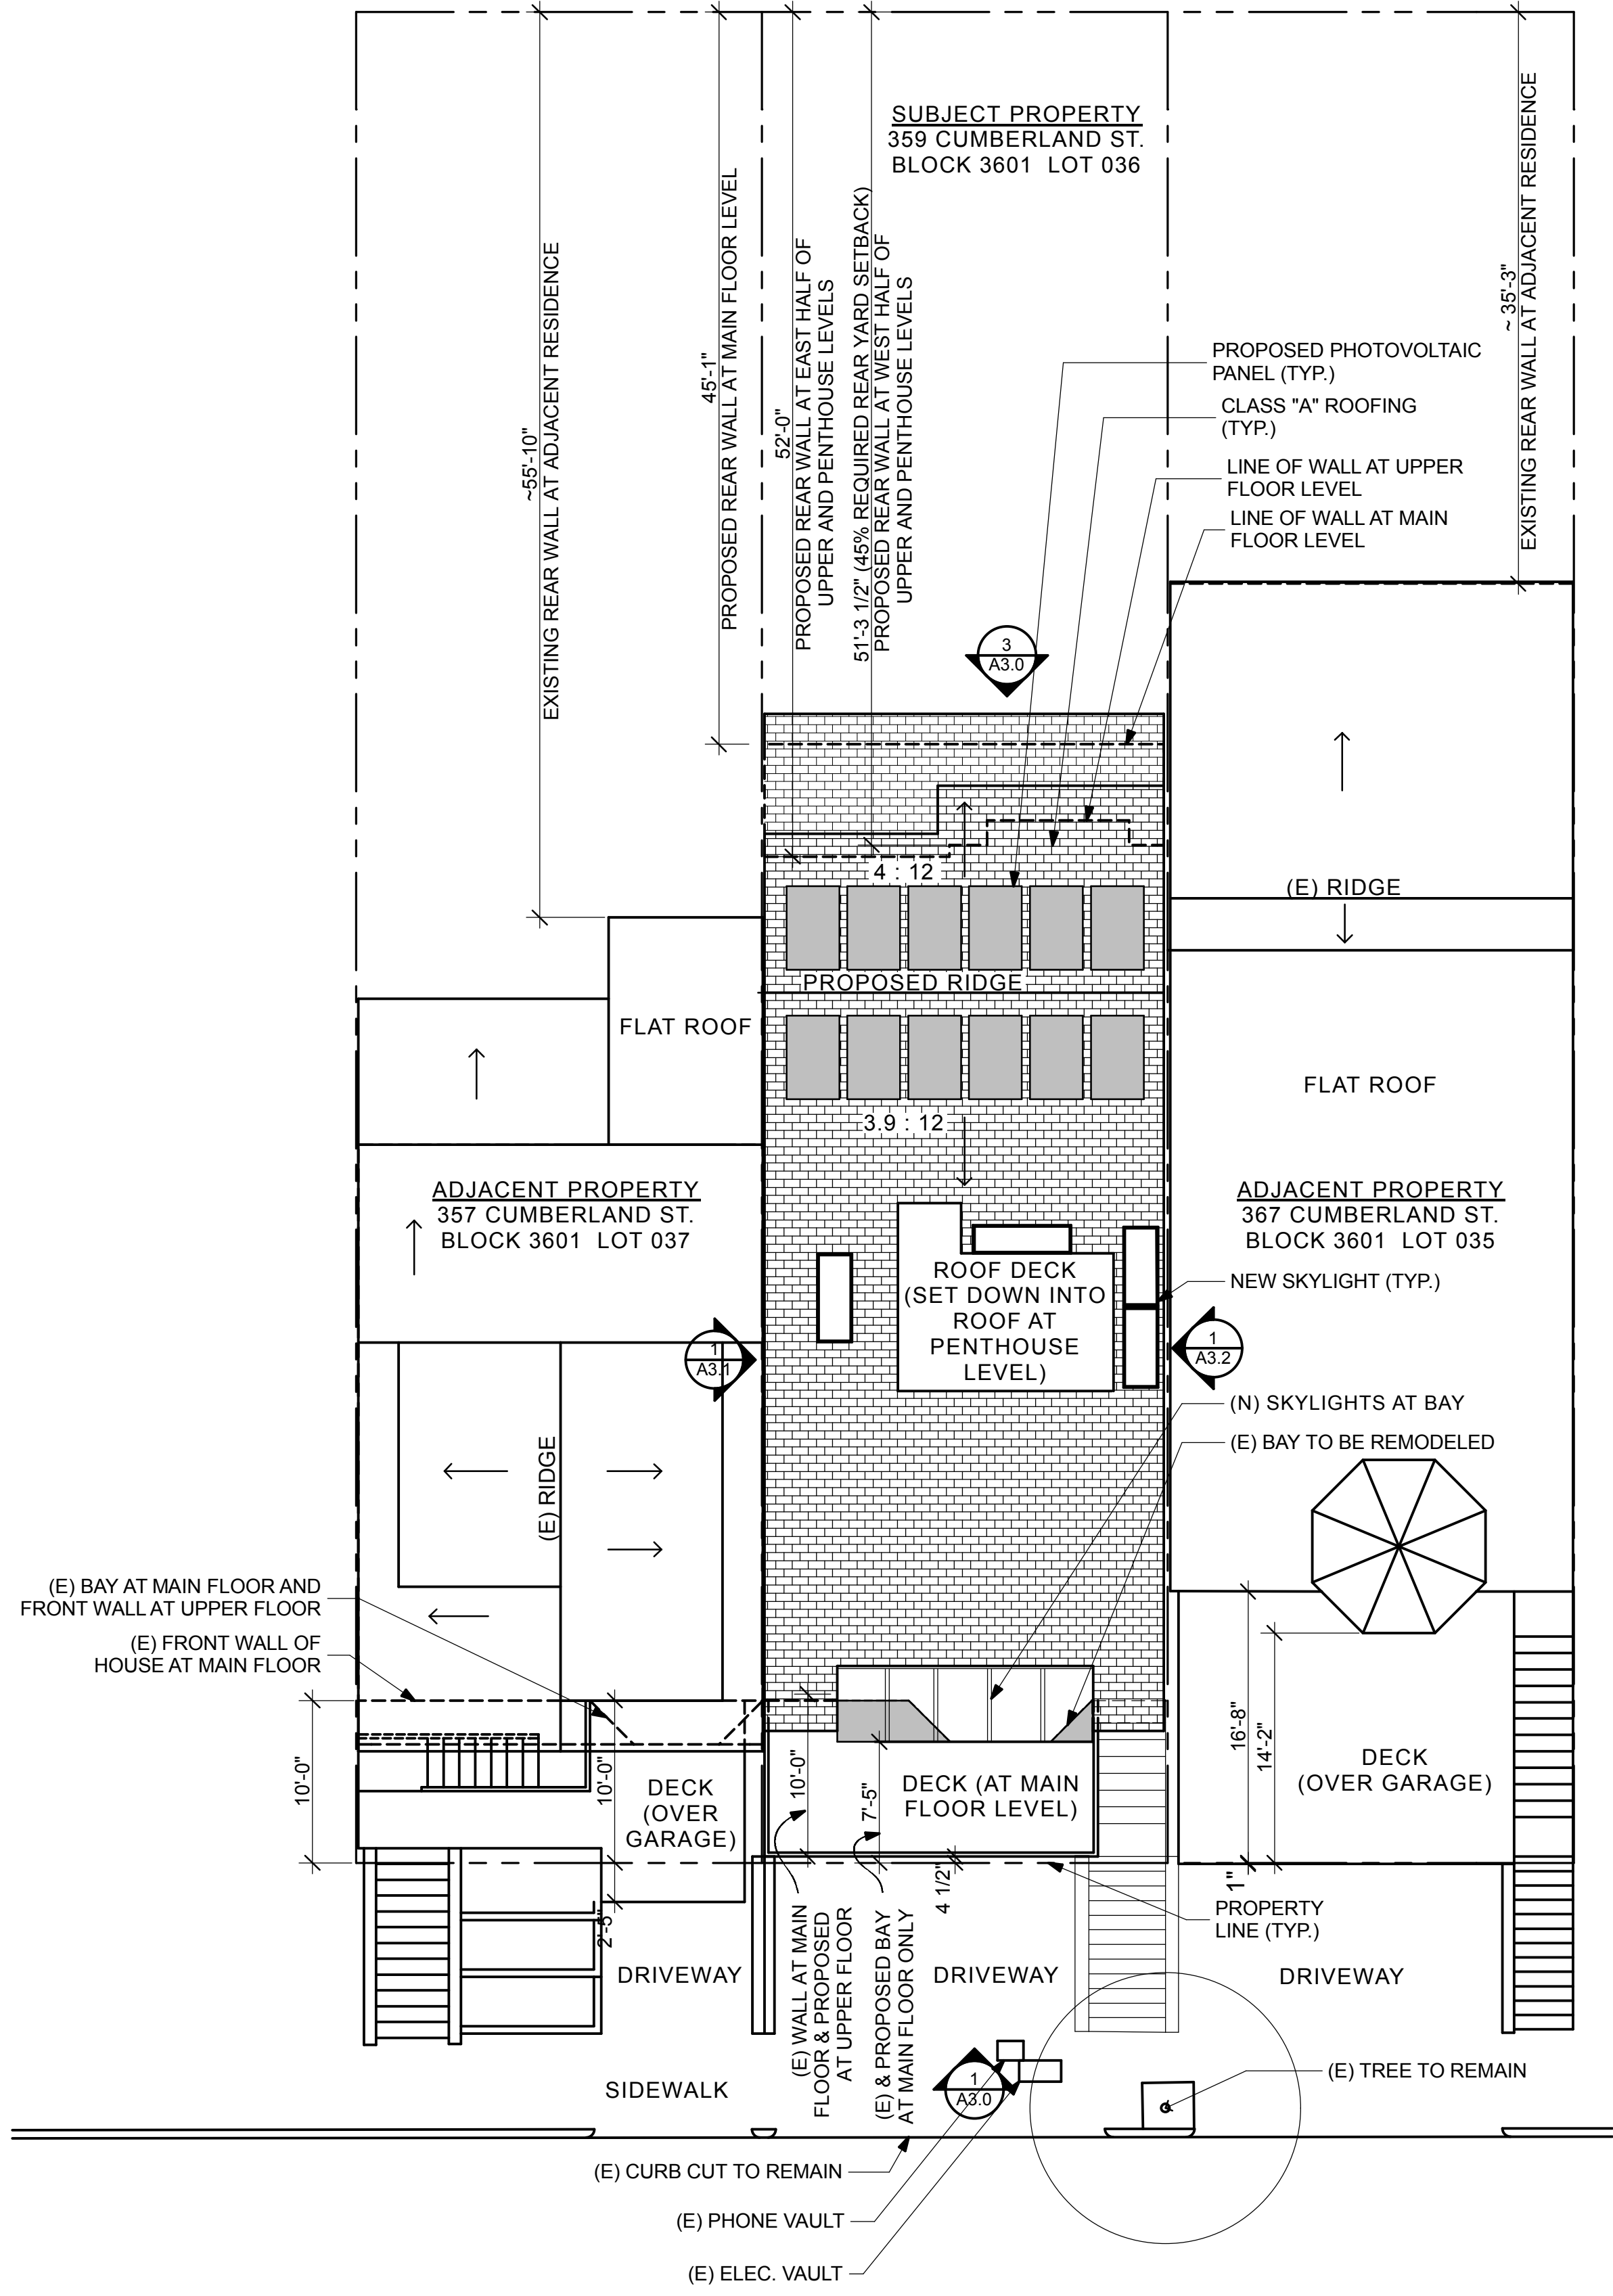 SUBJECT PROPERTY
359 CUMBERLAND ST.
BLOCK 3601 LOT 036
~55'-10"
EXISTING REAR WALL AT ADJACENT RESIDENCE
45'-1"
PROPOSED REAR WALL AT MAIN FLOOR LEVEL
52'-0"
PROPOSED REAR WALL AT EAST HALF OF
UPPER AND PENTHOUSE LEVELS
51'-3 1/2" (45% REQUIRED REAR YARD SETBACK)
PROPOSED REAR WALL AT WEST HALF OF
UPPER AND PENTHOUSE LEVELS
~ 35'-3"
EXISTING REAR WALL AT ADJACENT RESIDENCE
PROPOSED PHOTOVOLTAIC
PANEL (TYP.)
CLASS "A" ROOFING
(TYP.)
LINE OF WALL AT UPPER
FLOOR LEVEL
LINE OF WALL AT MAIN
FLOOR LEVEL
3
A3.0
4 : 12
(E) RIDGE
PROPOSED RIDGE
FLAT ROOF
FLAT ROOF
3.9 : 12
ADJACENT PROPERTY
357 CUMBERLAND ST.
BLOCK 3601 LOT 037
ADJACENT PROPERTY
367 CUMBERLAND ST.
BLOCK 3601 LOT 035
ROOF DECK
(SET DOWN INTO
ROOF AT
PENTHOUSE
LEVEL)
NEW SKYLIGHT (TYP.)
1
A3.1
1
A3.2
(N) SKYLIGHTS AT BAY
(E) BAY TO BE REMODELED
(E) RIDGE
(E) BAY AT MAIN FLOOR AND
FRONT WALL AT UPPER FLOOR
(E) FRONT WALL OF
HOUSE AT MAIN FLOOR
10'-0"
10'-0"
DECK
(OVER
GARAGE)
10'-0"
7'-5"
DECK (AT MAIN
FLOOR LEVEL)
16'-8"
14'-2"
DECK
(OVER GARAGE)
2'-5"
4 1/2"
1"
PROPERTY
LINE (TYP.)
(E) WALL AT MAIN
FLOOR & PROPOSED
AT UPPER FLOOR
(E) & PROPOSED BAY
AT MAIN FLOOR ONLY
DRIVEWAY
DRIVEWAY
DRIVEWAY
SIDEWALK
1
A3.0
(E) TREE TO REMAIN
(E) CURB CUT TO REMAIN
(E) PHONE VAULT
(E) ELEC. VAULT